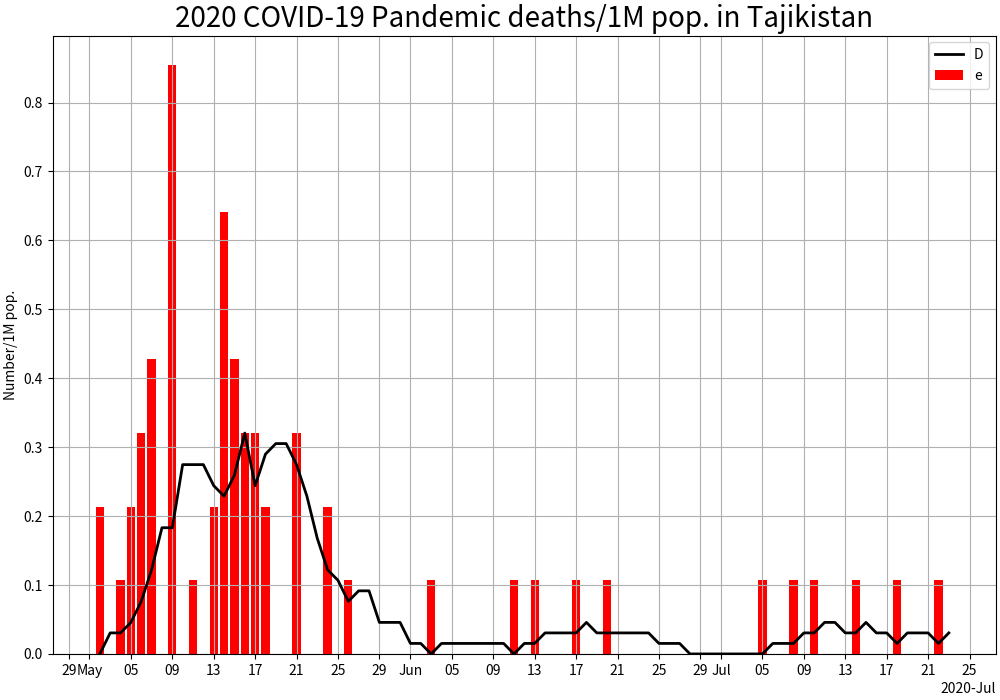 2020 COVID-19 Pandemic deaths/1M pop. in Tajikistan
D
e
Number/1M pop.
0.8
0.7
0.6
0.5
0.4
0.3
0.2
0.1
0.0
29 May 05 09 13 17 21 25 29 Jun 05 09 13 17 21 25 29 Jul 05 09 13 17 21 25
2020-Jul